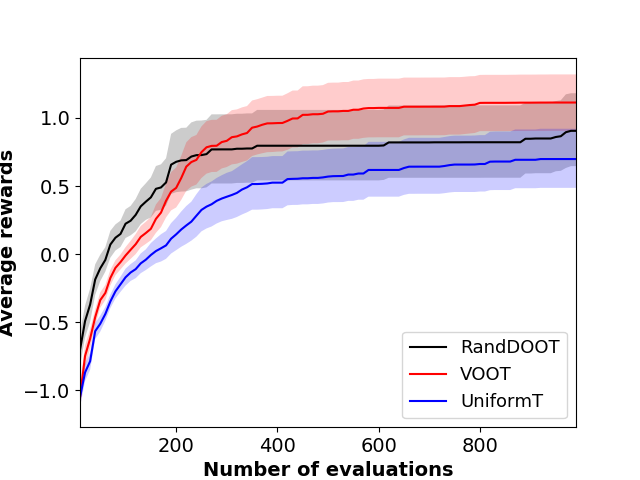 1.0
0.5
0.0
−0.5
−1.0
Average rewards
200
400
600
800
Number of evaluations
RandDOOT
VOOT
UniformT